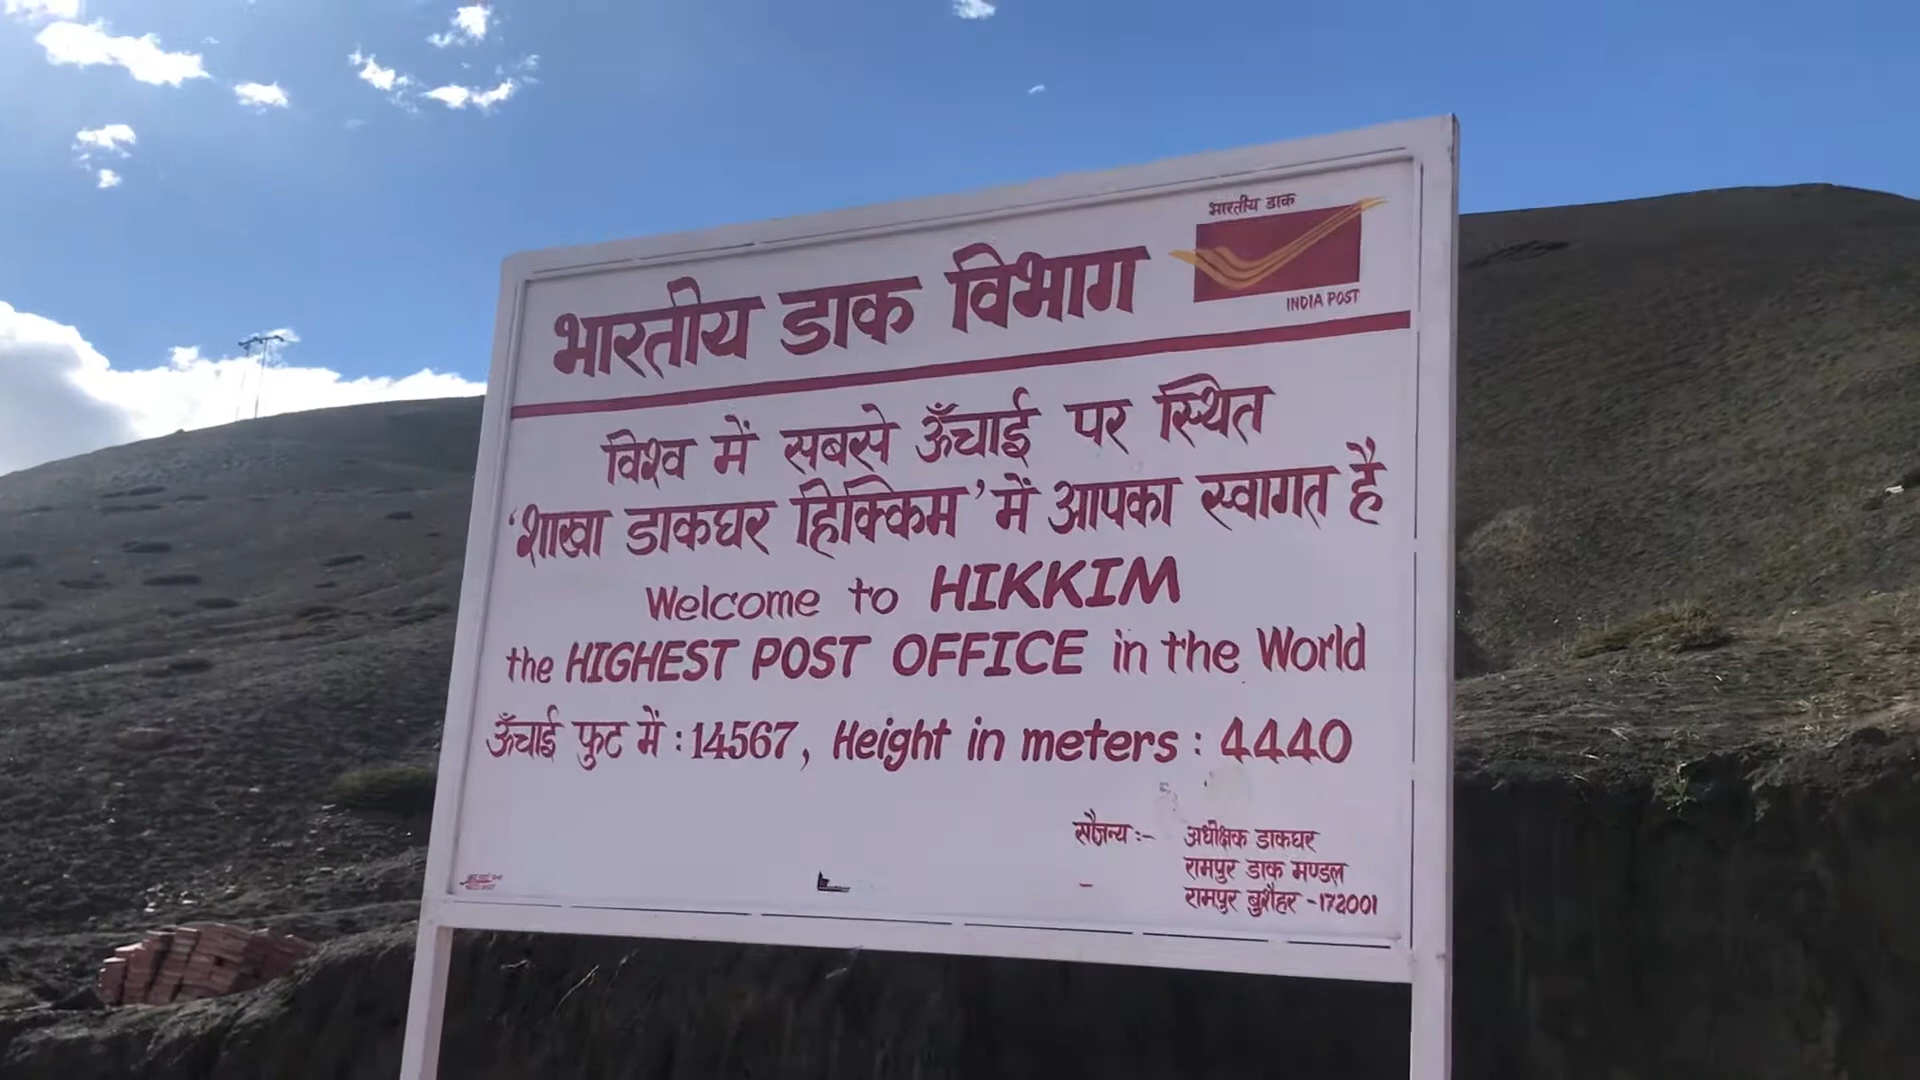 भारतीय डाक
भारतीय डाक विभाग
INDIA POST
विश्व में सबसे ऊँचाई पर स्थित
‘शाखा डाकघर हिक्किम’ में आपका स्वागत है
Welcome to HIKKIM
the HIGHEST POST OFFICE in the World
ऊँचाई फुट में : 14567, Height in meters : 4440
सौजन्य :- अधीक्षक डाकघर
रामपुर डाक मण्डल
रामपुर बुशैहर -172001